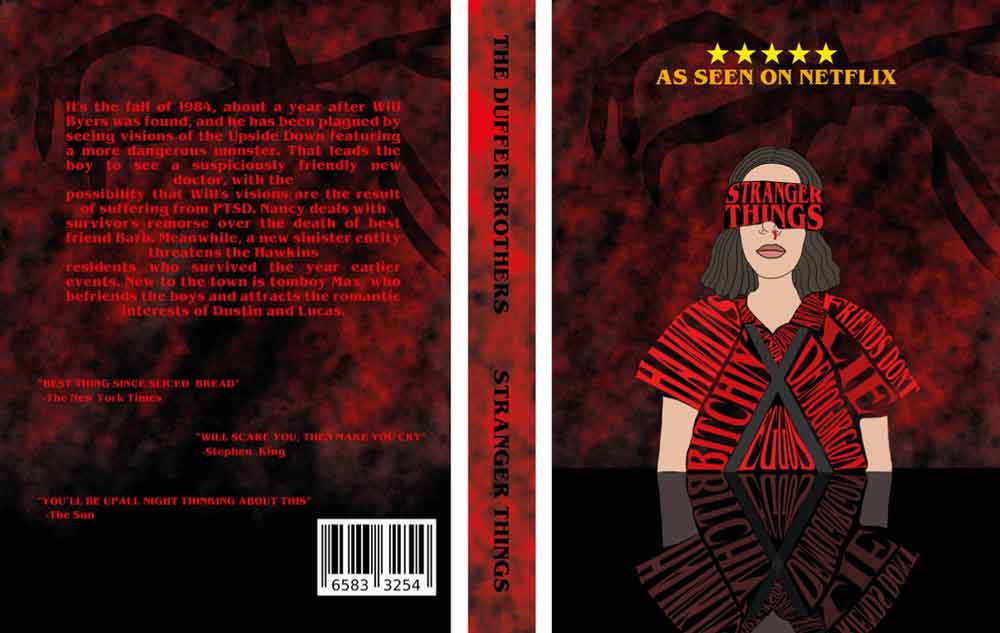 It's the fall of 1984, about a year after Will
Byers was found, and he has been plagued by
seeing visions of the Upside Down featuring
a more dangerous monster. That leads the
boy to see a suspiciously friendly new
doctor, with the
possibility that Will's visions are the result
of suffering from PTSD. Nancy deals with
survivor's remorse over the death of best
friend Barb. Meanwhile, a new sinister entity
threatens the Hawkins
residents who survived the year earlier
events. New to the town is tomboy Max, who
befriends the boys and attracts the romantic
interests of Dustin and Lucas.
"BEST THING SINCE SLICED BREAD"
-The New York Times
"WILL SCARE YOU, THEN MAKE YOU CRY"
-Stephen King
"YOU'LL BE UP ALL NIGHT THINKING ABOUT THIS"
-The Sun
6583 3254
THE DUFFER BROTHERS
STRANGER THINGS
AS SEEN ON NETFLIX
STRANGER
THINGS
HAWKINS
BITCHIN
DEMOGORGON
EGGOS
FRIENDS DONT
LIE